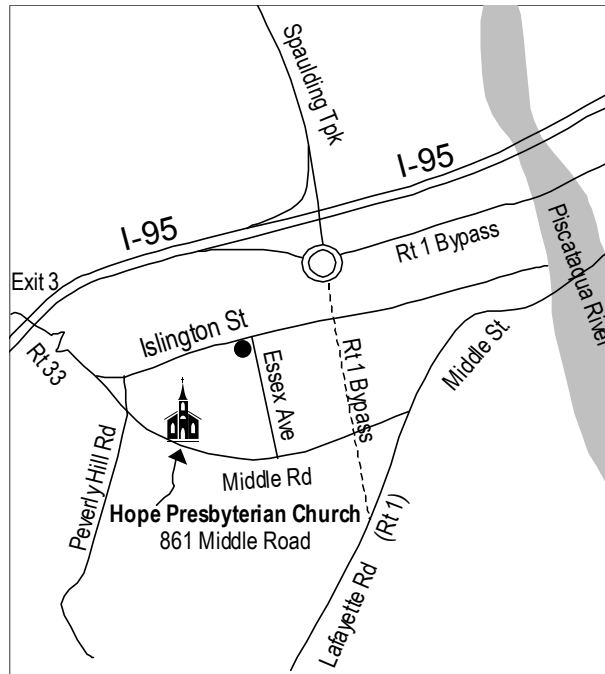 Spaulding Tpk
I-95
I-95
Rt 1 Bypass
Piscataqua River
Exit 3
Rt 33
Islington St
Essex Ave
Rt 1 Bypass
Middle St.
Peverly Hill Rd
Middle Rd
Hope Presbyterian Church
861 Middle Road
Lafayette Rd
(Rt 1)